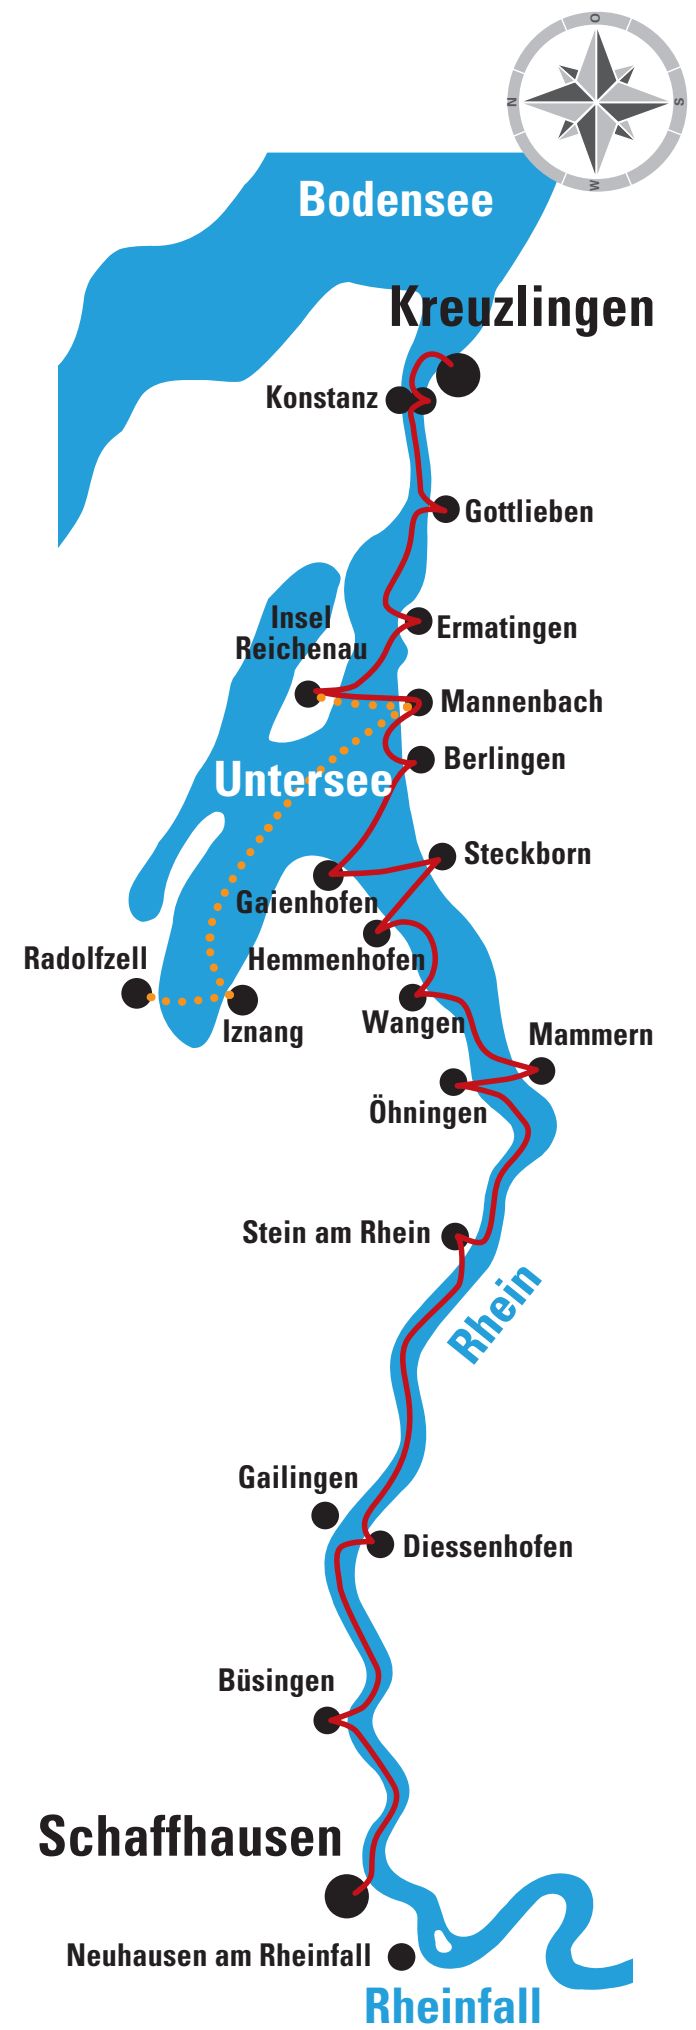 O
N
S
W
Bodensee
Kreuzlingen
Konstanz
Gottlieben
Insel
Reichenau
Ermatingen
Mannenbach
Berlingen
Untersee
Steckborn
Gaienhofen
Radolfzell
Hemmenhofen
Iznang
Wangen
Mammern
Öhningen
Stein am Rhein
Rhein
Gailingen
Diessenhofen
Büsingen
Schaffhausen
Neuhausen am Rheinfall
Rheinfall